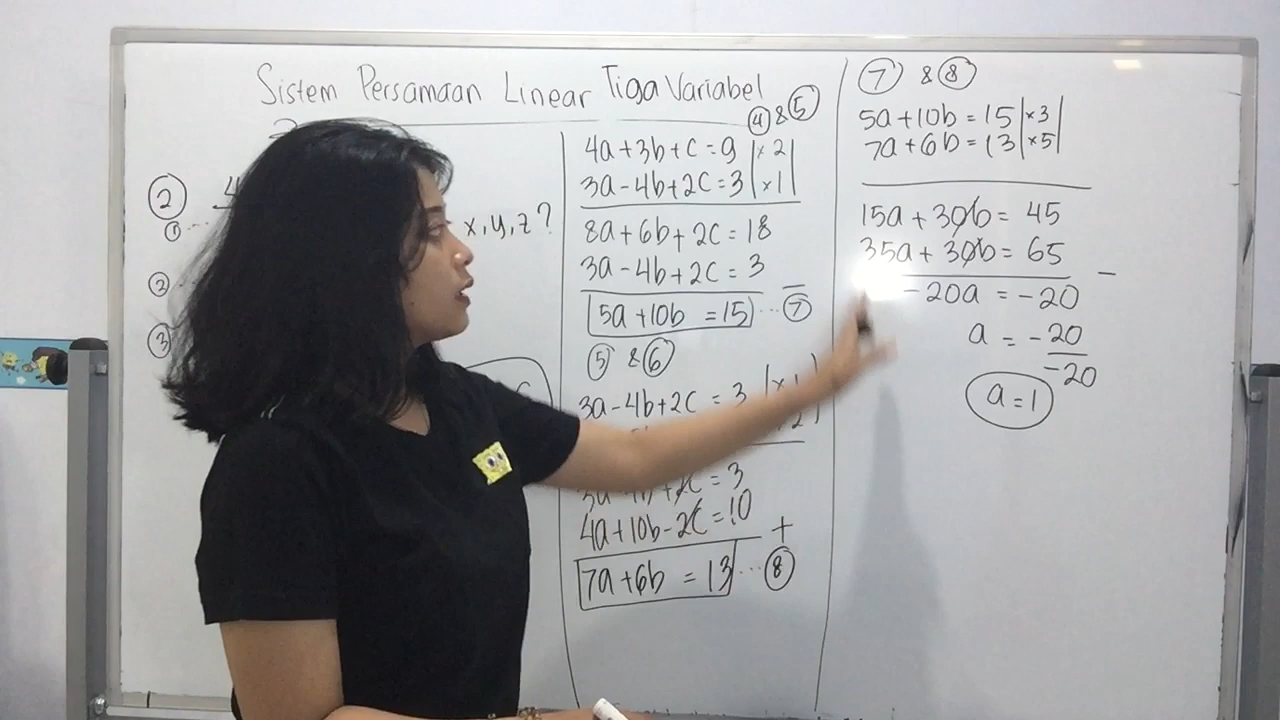 Sistem Persamaan Linear Tiga Variabel
②
4
① ...
x, y, z ?
②
③
④ & ⑤
4a+3b+c=9 | ×2 |
3a-4b+2c=3 | ×1 |
8a+6b+2c=18
3a-4b+2c=3
-
5a+10b =15 ... ⑦
⑤ & ⑥
3a-4b+2c = 3
2c = 3
4a+10b-2c=10
+
7a+6b = 13 ... ⑧
⑦ & ⑧
5a+10b = 15 | ×3 |
7a+6b = 13 | ×5 |
15a+30b = 45
35a+30b = 65
-
-20a = -20
a = -20
-20
a = 1